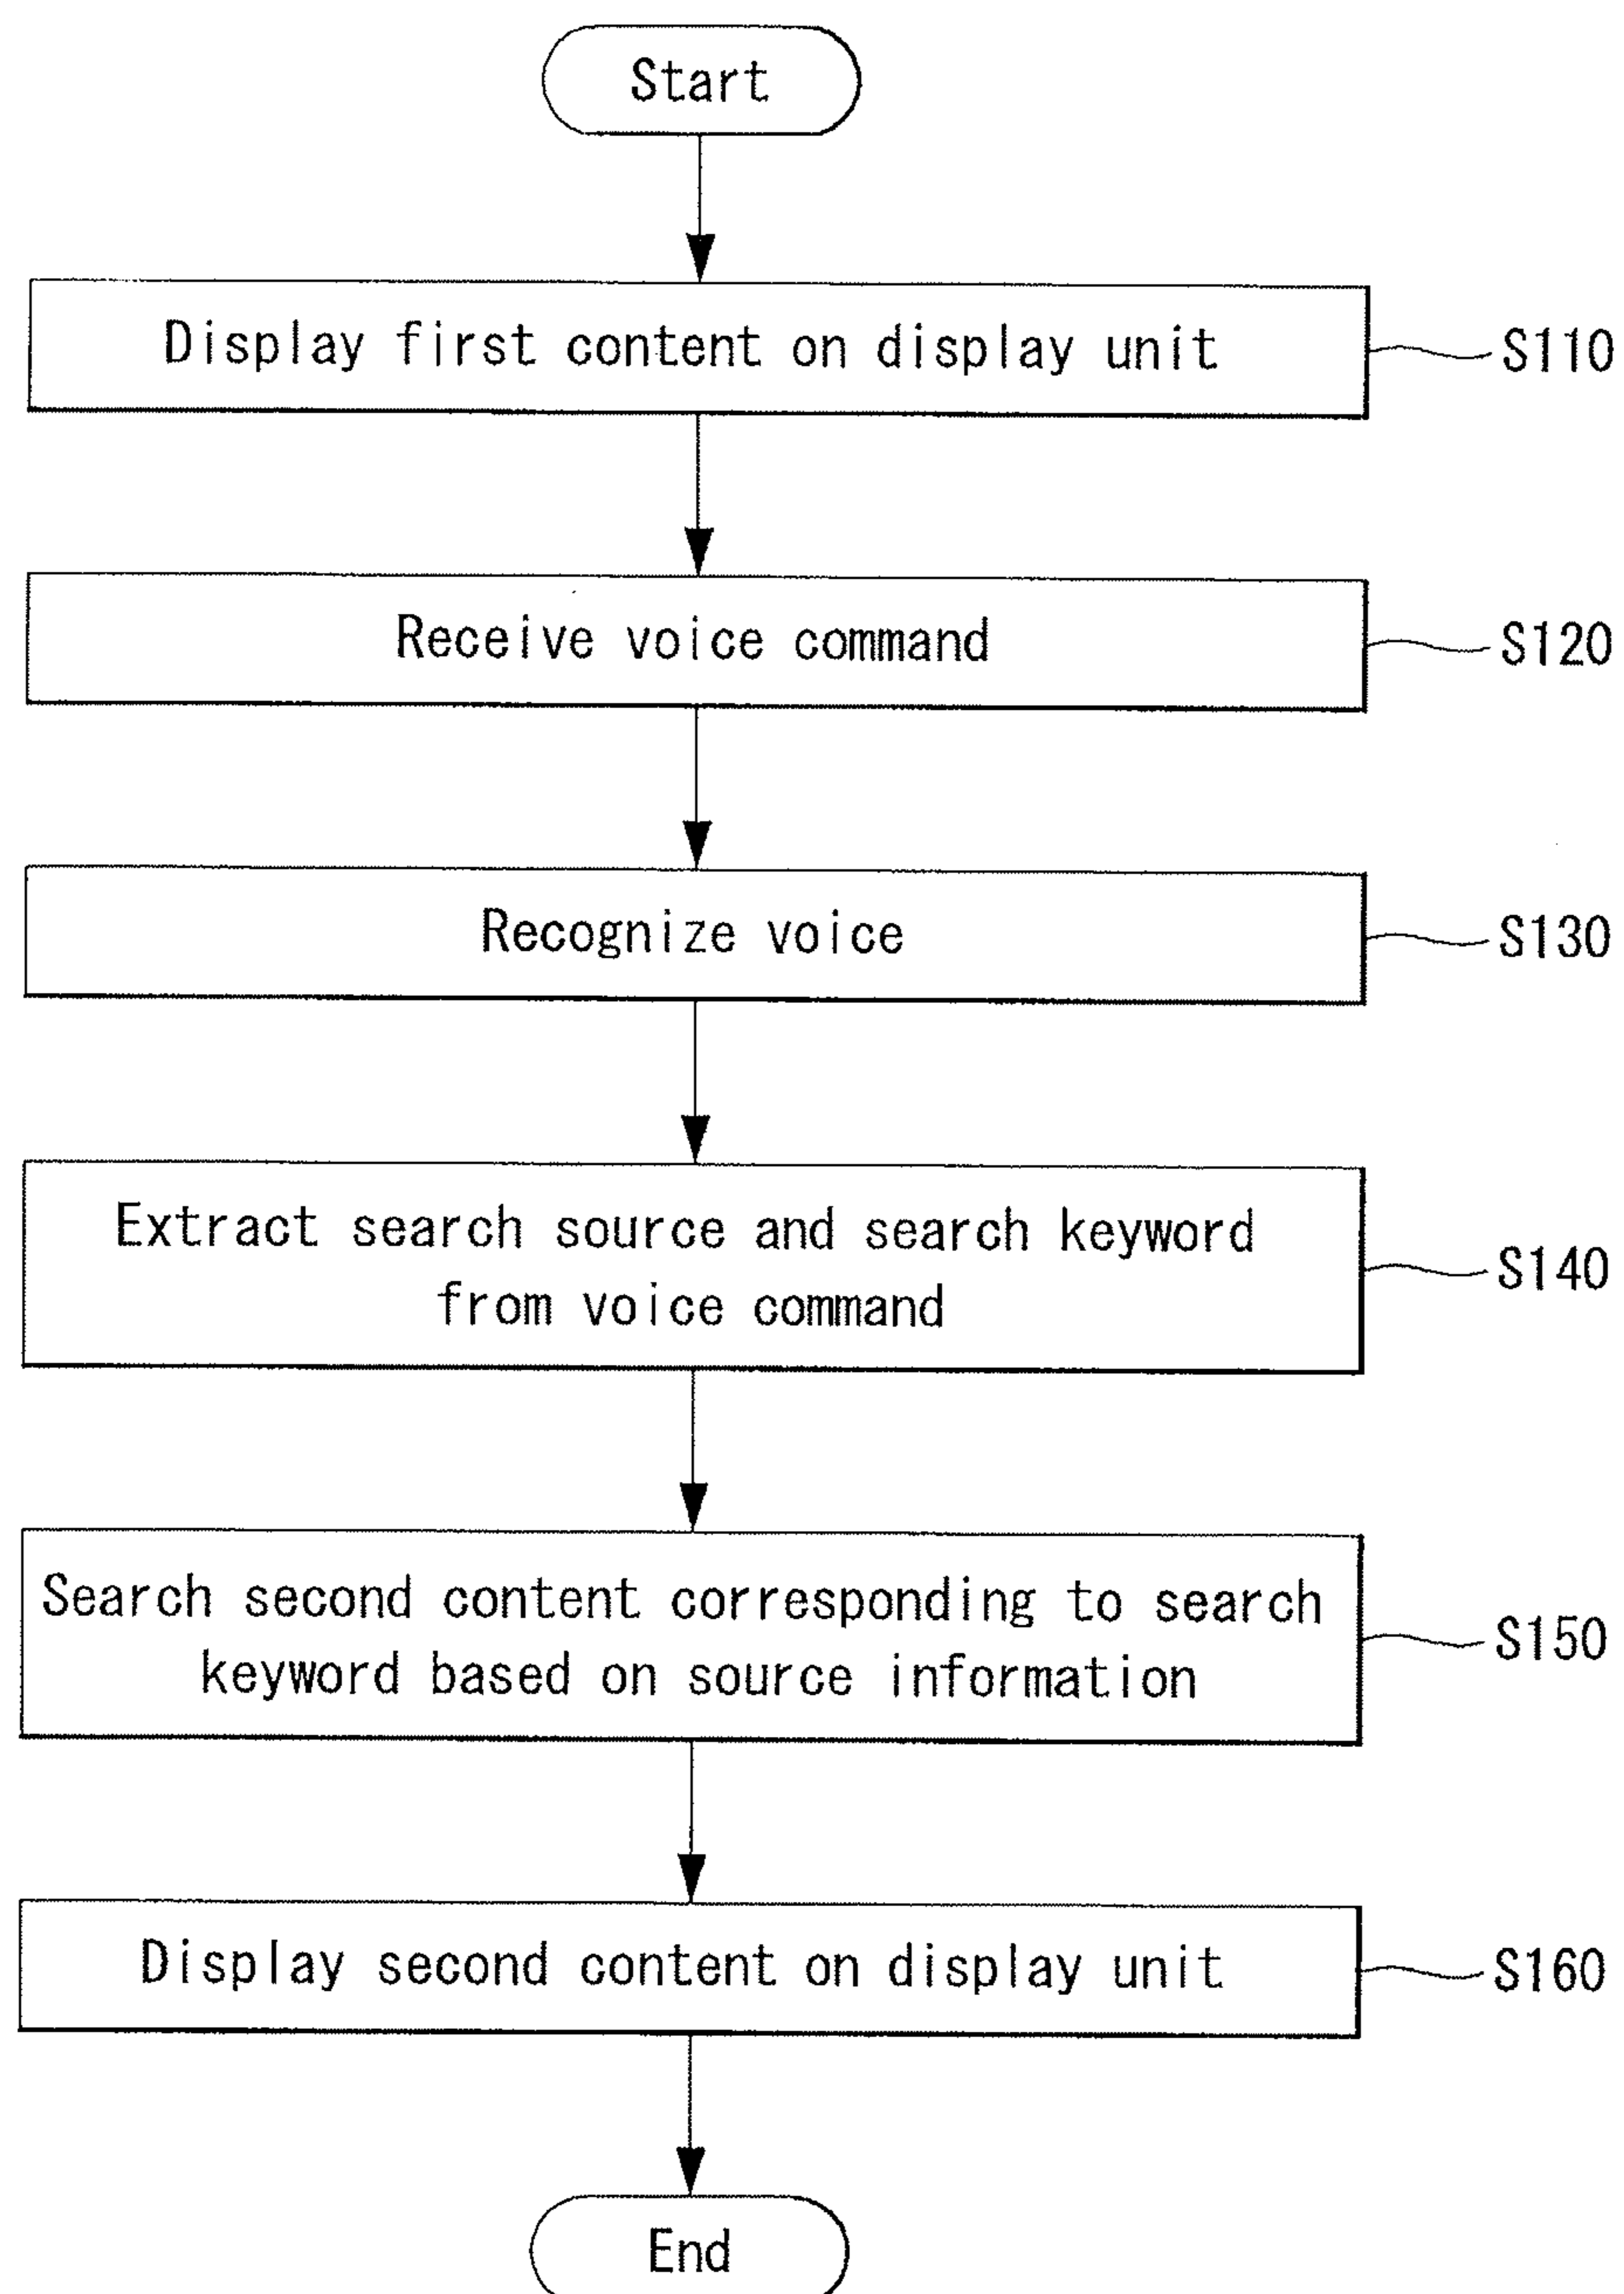 Start
Display first content on display unit
S110
Receive voice command
S120
Recognize voice
S130
Extract search source and search keyword
from voice command
S140
Search second content corresponding to search
keyword based on source information
S150
Display second content on display unit
S160
End